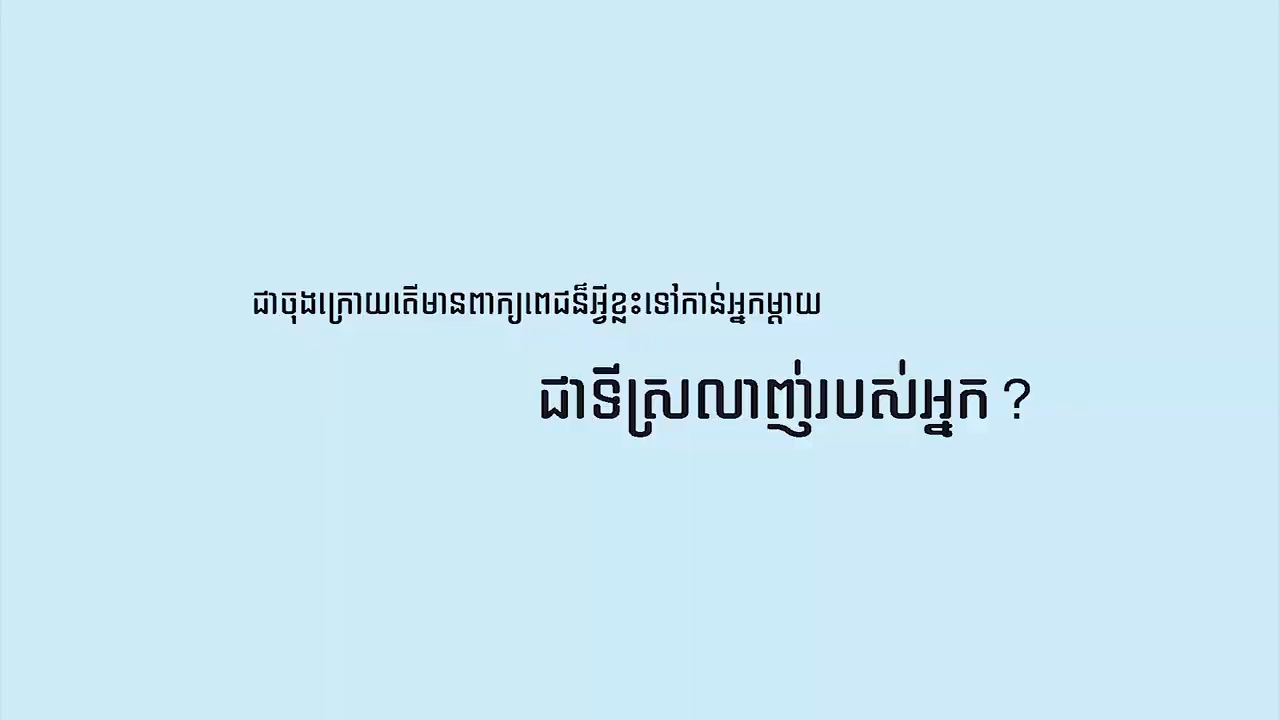 ជាចុងក្រោយតើមានពាក្យពេជន៏អ្វីខ្លះទៅកាន់អ្នកម្តាយ
ជាទីស្រលាញ់របស់អ្នក ?